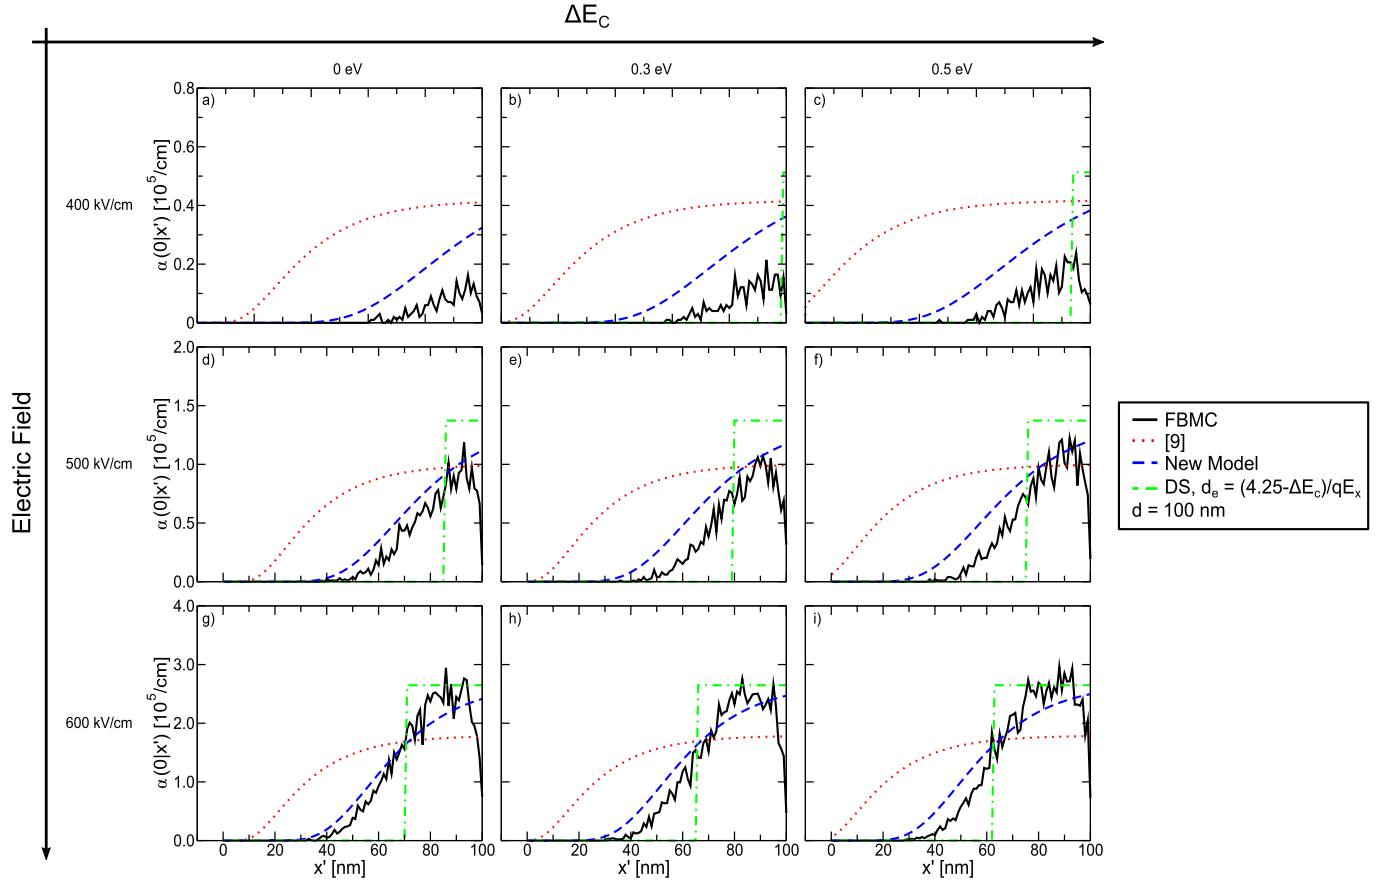 ΔE_C
0 eV
0.3 eV
0.5 eV
Electric Field
400 kV/cm
500 kV/cm
600 kV/cm
a)
b)
c)
α (0|x') [10^5/cm]
0.8
0.6
0.4
0.2
0
d)
e)
f)
α (0|x') [10^5/cm]
2.0
1.5
1.0
0.5
0.0
g)
h)
i)
α (0|x') [10^5/cm]
4.0
3.0
2.0
1.0
0.0
0 20 40 60 80 100
0 20 40 60 80 100
0 20 40 60 80 100
x' [nm]
x' [nm]
x' [nm]
FBMC
[9]
New Model
DS, d_e = (4.25-ΔE_c)/qE_x
d = 100 nm